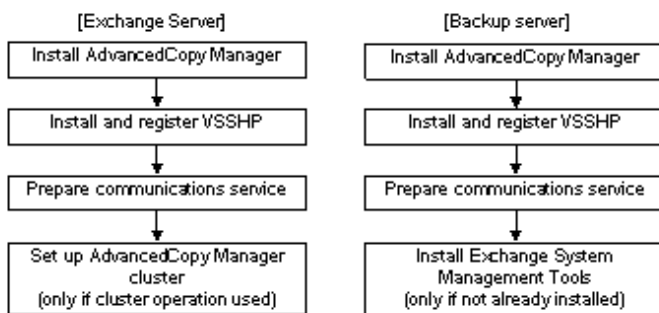 [Exchange Server]
Install AdvancedCopy Manager
Install and register VSSHP
Prepare communications service
Set up AdvancedCopy Manager
cluster
(only if cluster operation used)
[Backup server]
Install AdvancedCopy Manager
Install and register VSSHP
Prepare communications service
Install Exchange System
Management Tools
(only if not already installed)